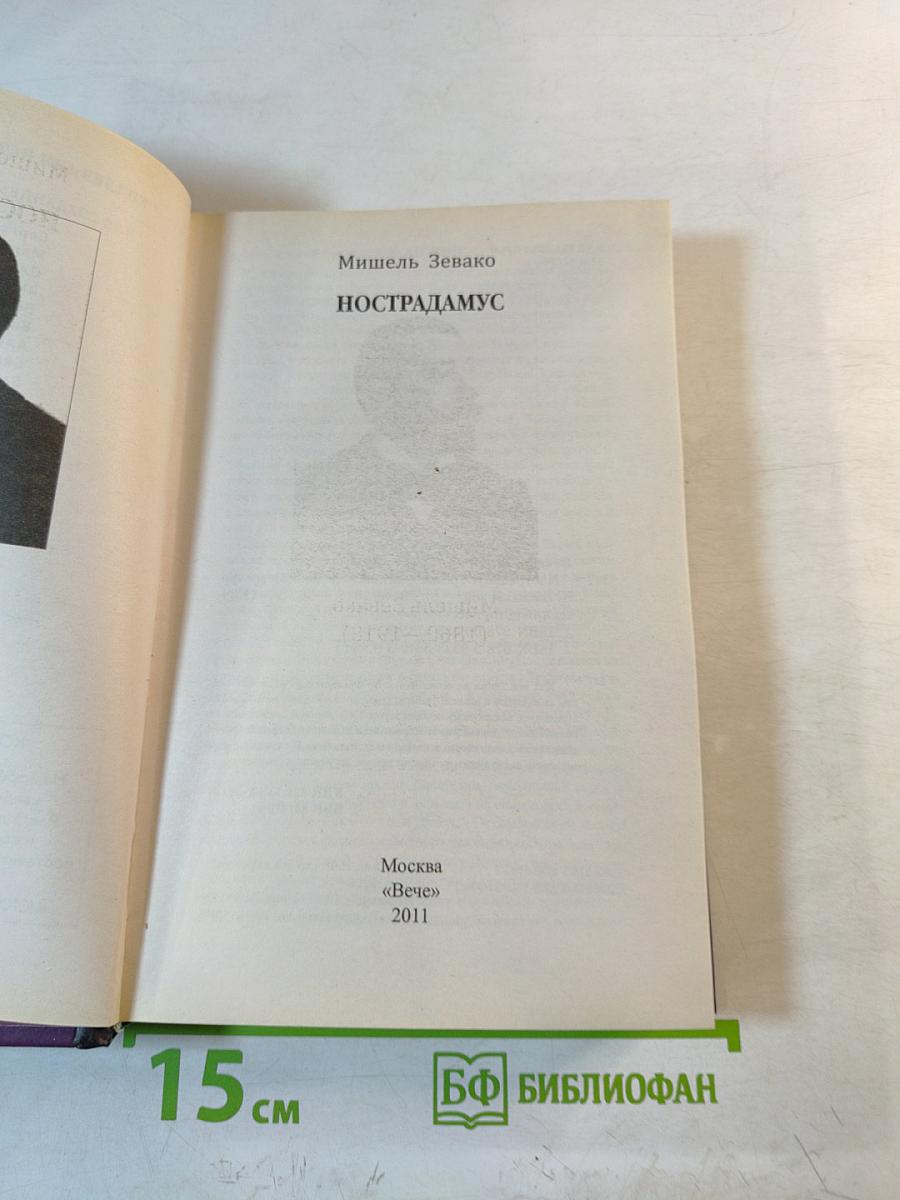 Мишель Зевако
НОСТРАДАМУС
Москва
«Вече»
2011
15 см
БФ БИБЛИОФАН